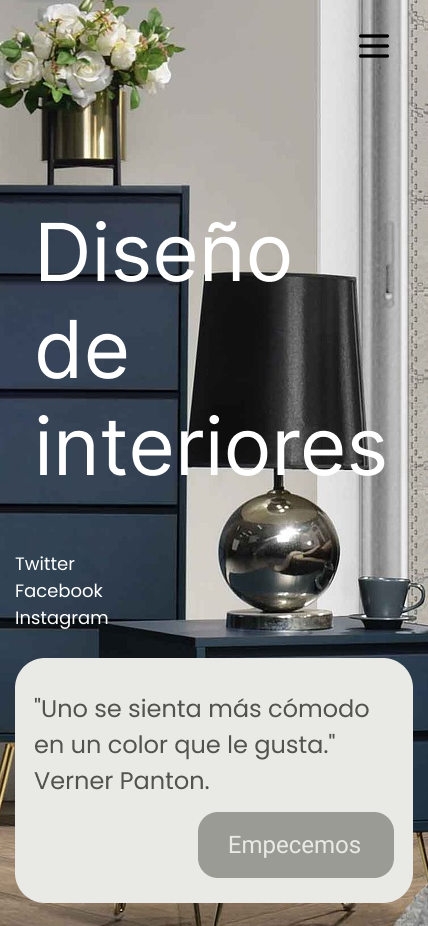 Diseño
de
interiores
Twitter
Facebook
Instagram
"Uno se sienta más cómodo
en un color que le gusta."
Verner Panton.
Empecemos